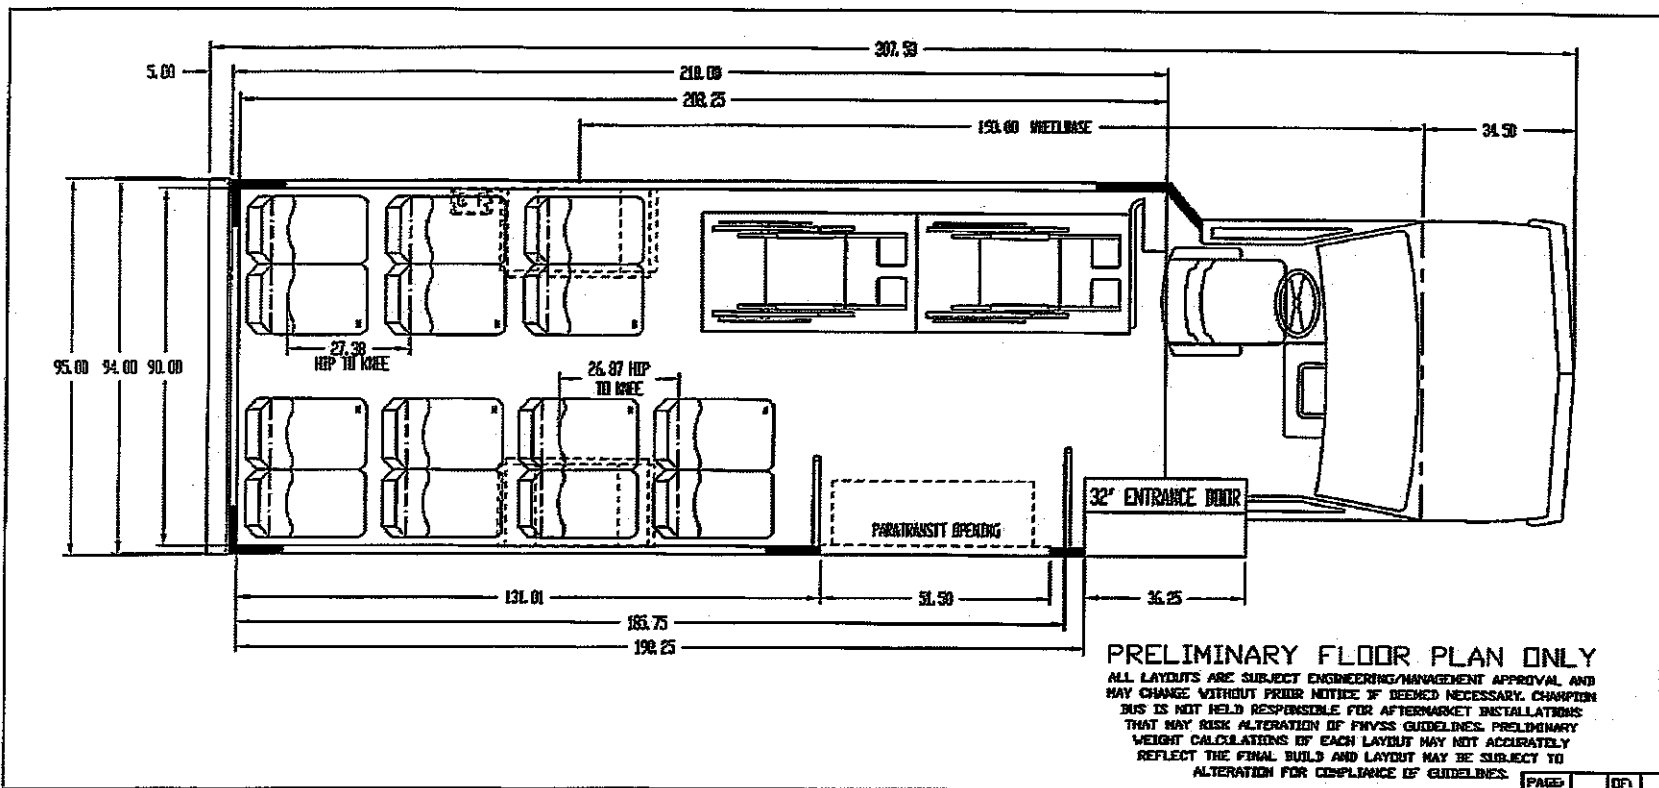 307.50
5.00
210.00
208.25
190.00 WHEELBASE
34.50
27.38
HIP TO KNEE
26.87 HIP
TO KNEE
95.00 94.00 90.00
32" ENTRANCE DOOR
PARATRANSIT OPENING
131.01
51.50
36.25
185.75
190.25
PRELIMINARY FLOOR PLAN ONLY
ALL LAYOUTS ARE SUBJECT ENGINEERING/MANAGEMENT APPROVAL AND
MAY CHANGE WITHOUT PRIOR NOTICE IF DEEMED NECESSARY. CHAMPION
BUS IS NOT HELD RESPONSIBLE FOR AFTERMARKET INSTALLATIONS
THAT MAY RISK ALTERATION OF FMVSS GUIDELINES. PRELIMINARY
WEIGHT CALCULATIONS OF EACH LAYOUT MAY NOT ACCURATELY
REFLECT THE FINAL BUILD AND LAYOUT MAY BE SUBJECT TO
ALTERATION FOR COMPLIANCE OF GUIDELINES.
PAGE: OF: